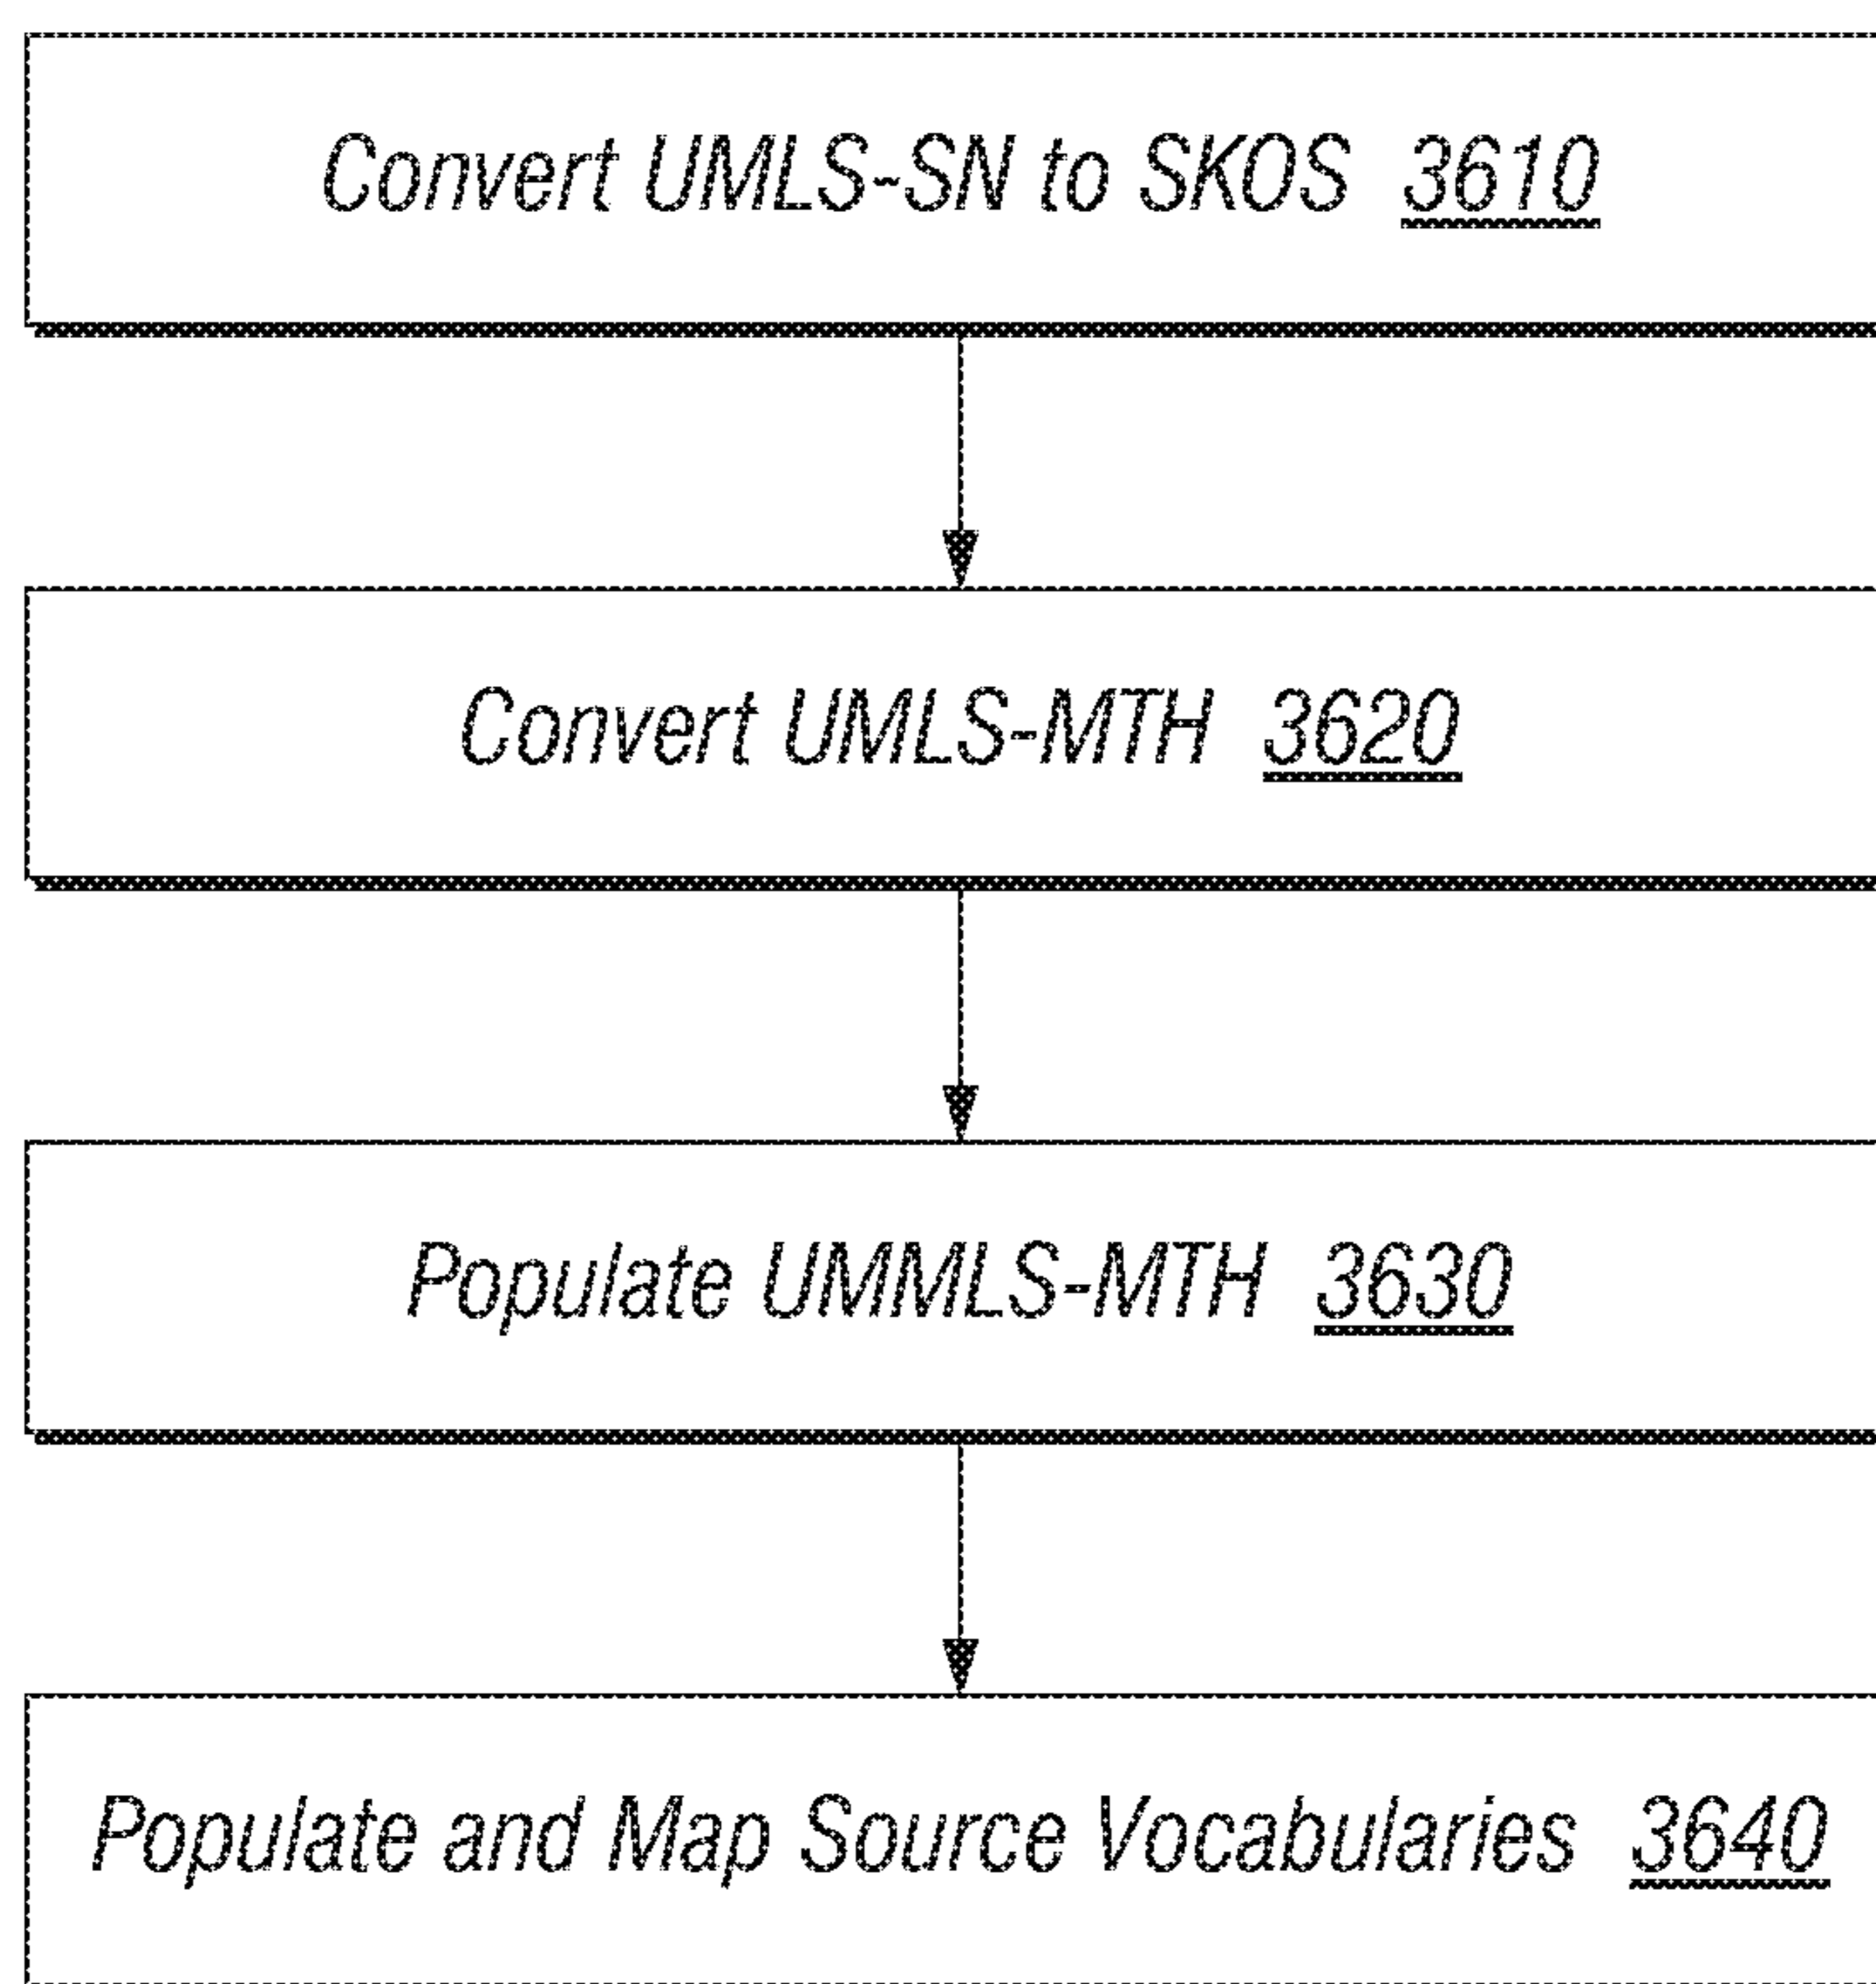 Convert UMLS-SN to SKOS 3610
Convert UMLS-MTH 3620
Populate UMMLS-MTH 3630
Populate and Map Source Vocabularies 3640